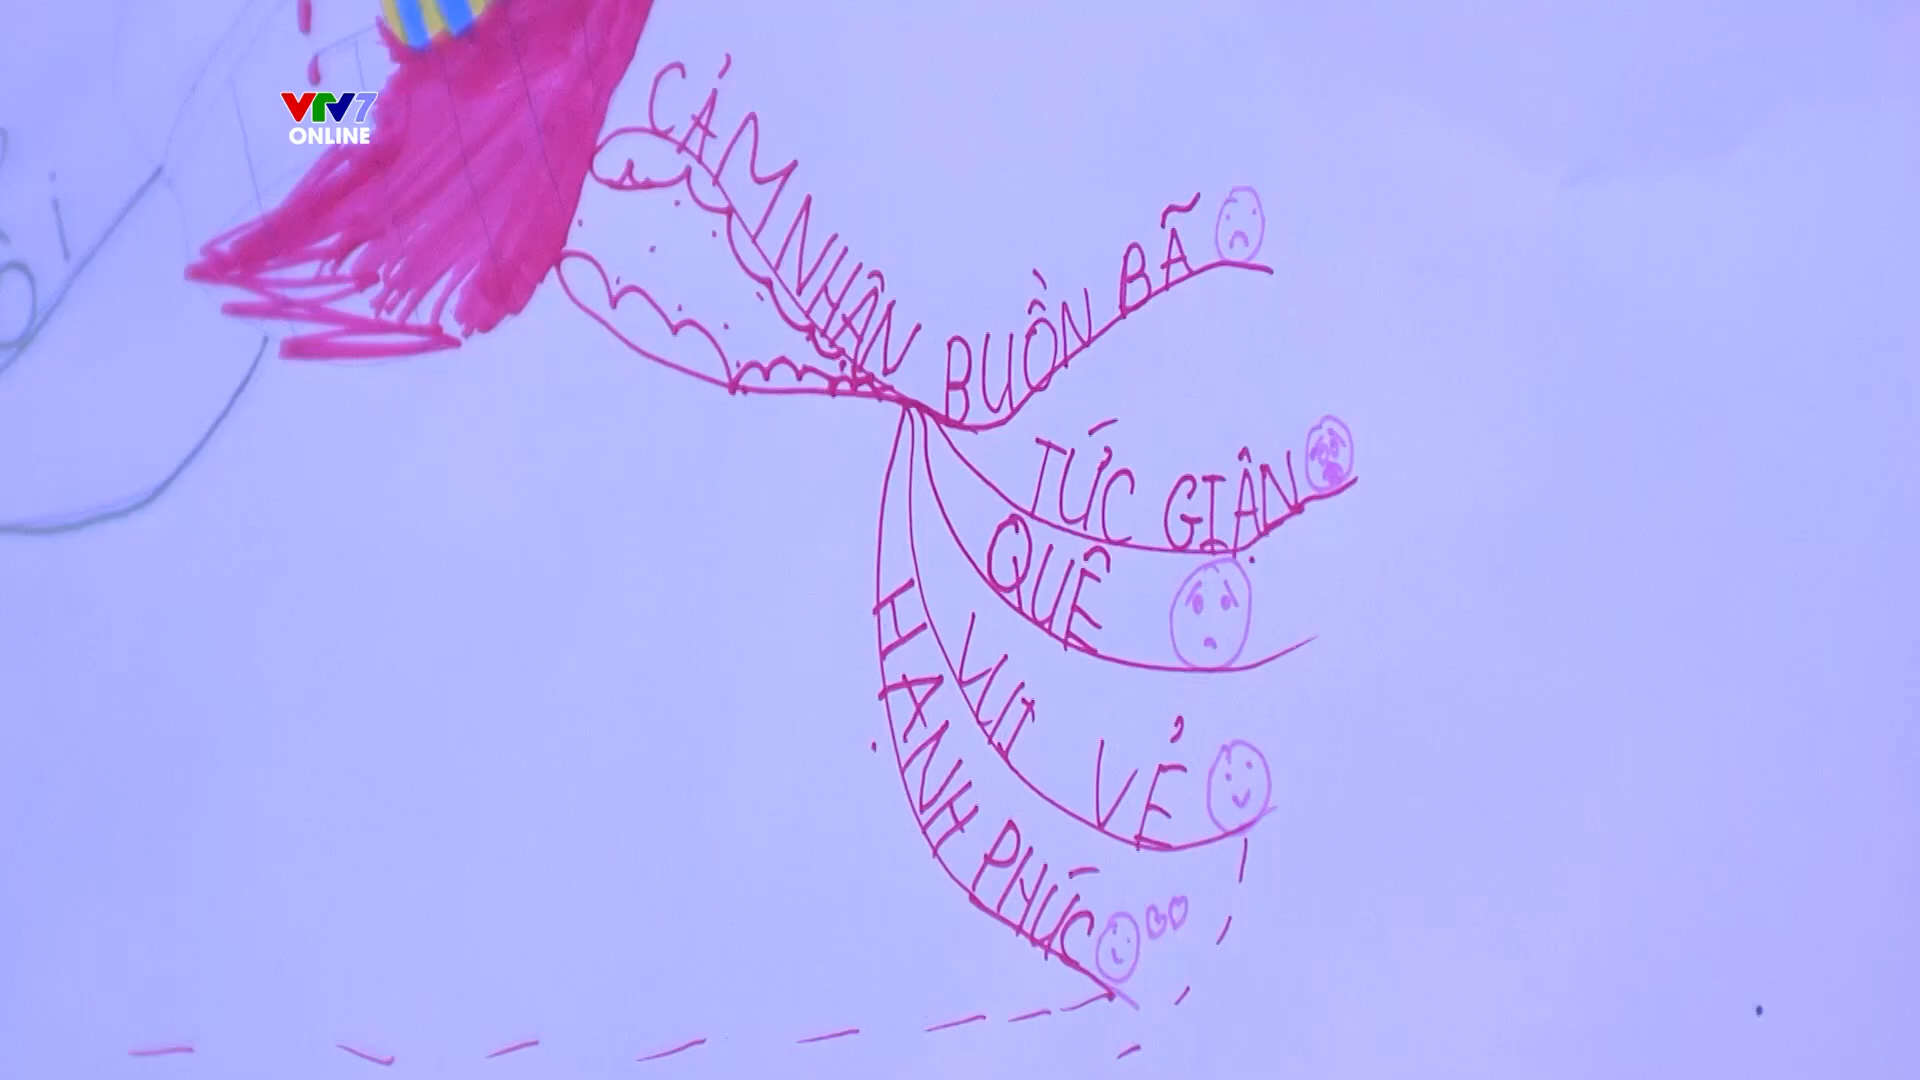 VTV7
ONLINE
CẢM NHẬN
BUỒN BÃ
TỨC GIẬN
QUÊ
VUI VẺ
HẠNH PHÚC